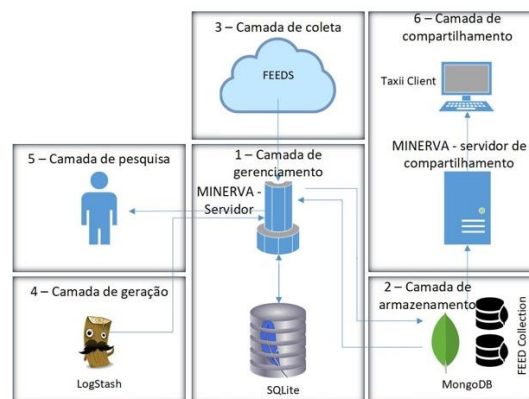 3 – Camada de coleta
FEEDS
6 – Camada de
compartilhamento
Taxii Client
MINERVA - servidor de
compartilhamento
5 – Camada de pesquisa
1 – Camada de
gerenciamento
MINERVA -
Servidor
4 – Camada de geração
LogStash
SQLite
2 – Camada de
armazenamento
MongoDB
FEED Collection